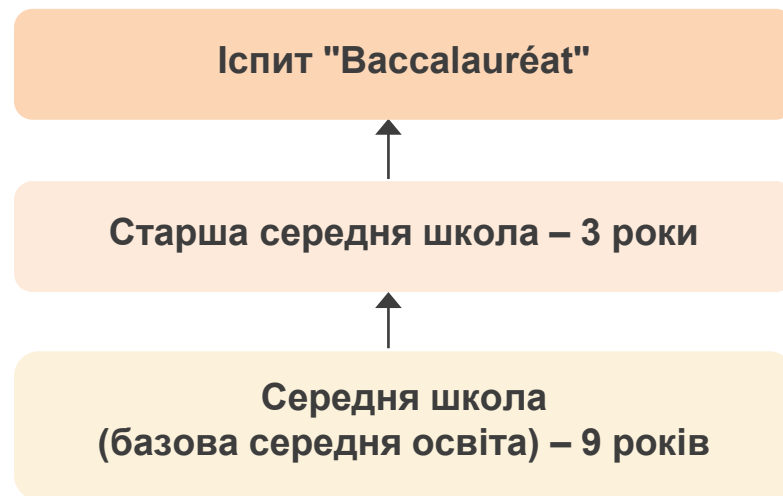 Іспит "Baccalauréat"
Старша середня школа – 3 роки
Середня школа
(базова середня освіта) – 9 років